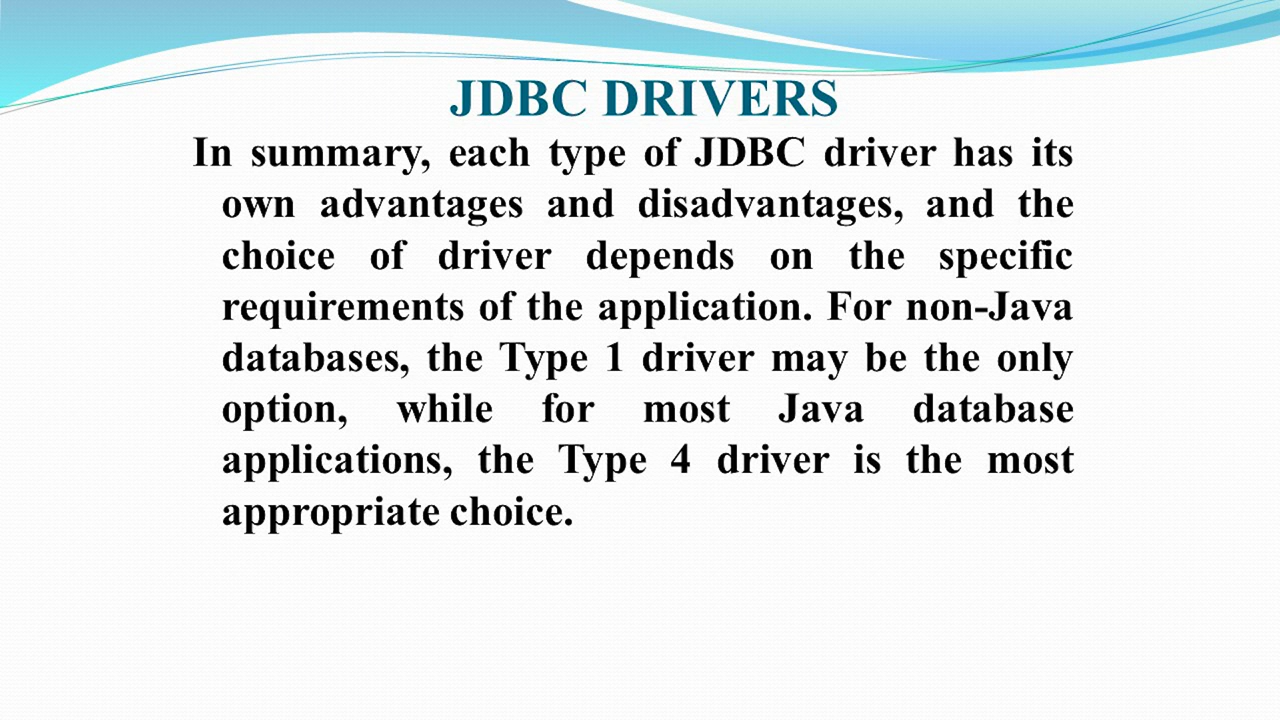 JDBC DRIVERS
In summary, each type of JDBC driver has its
own advantages and disadvantages, and the
choice of driver depends on the specific
requirements of the application. For non-Java
databases, the Type 1 driver may be the only
option, while for most Java database
applications, the Type 4 driver is the most
appropriate choice.